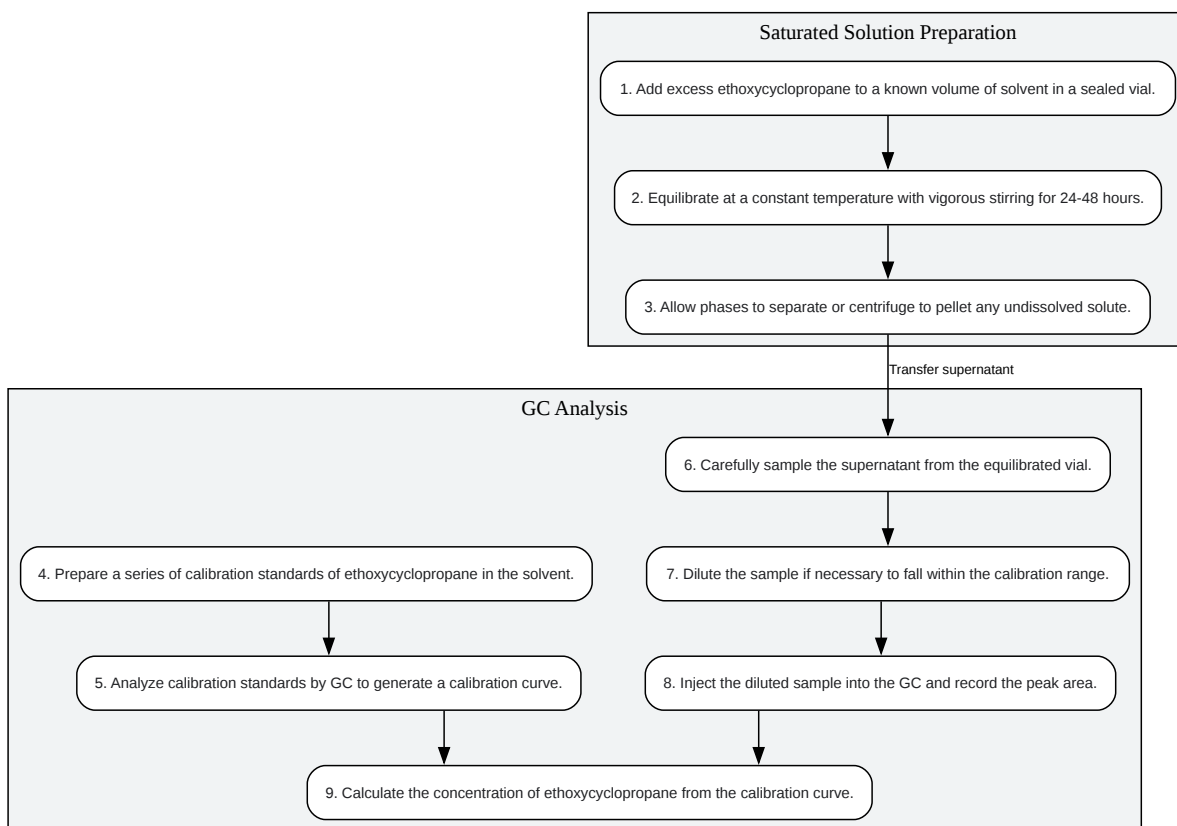 Saturated Solution Preparation
1. Add excess ethoxycyclopropane to a known volume of solvent in a sealed vial.
2. Equilibrate at a constant temperature with vigorous stirring for 24-48 hours.
3. Allow phases to separate or centrifuge to pellet any undissolved solute.
Transfer supernatant
GC Analysis
6. Carefully sample the supernatant from the equilibrated vial.
4. Prepare a series of calibration standards of ethoxycyclopropane in the solvent.
7. Dilute the sample if necessary to fall within the calibration range.
5. Analyze calibration standards by GC to generate a calibration curve.
8. Inject the diluted sample into the GC and record the peak area.
9. Calculate the concentration of ethoxycyclopropane from the calibration curve.